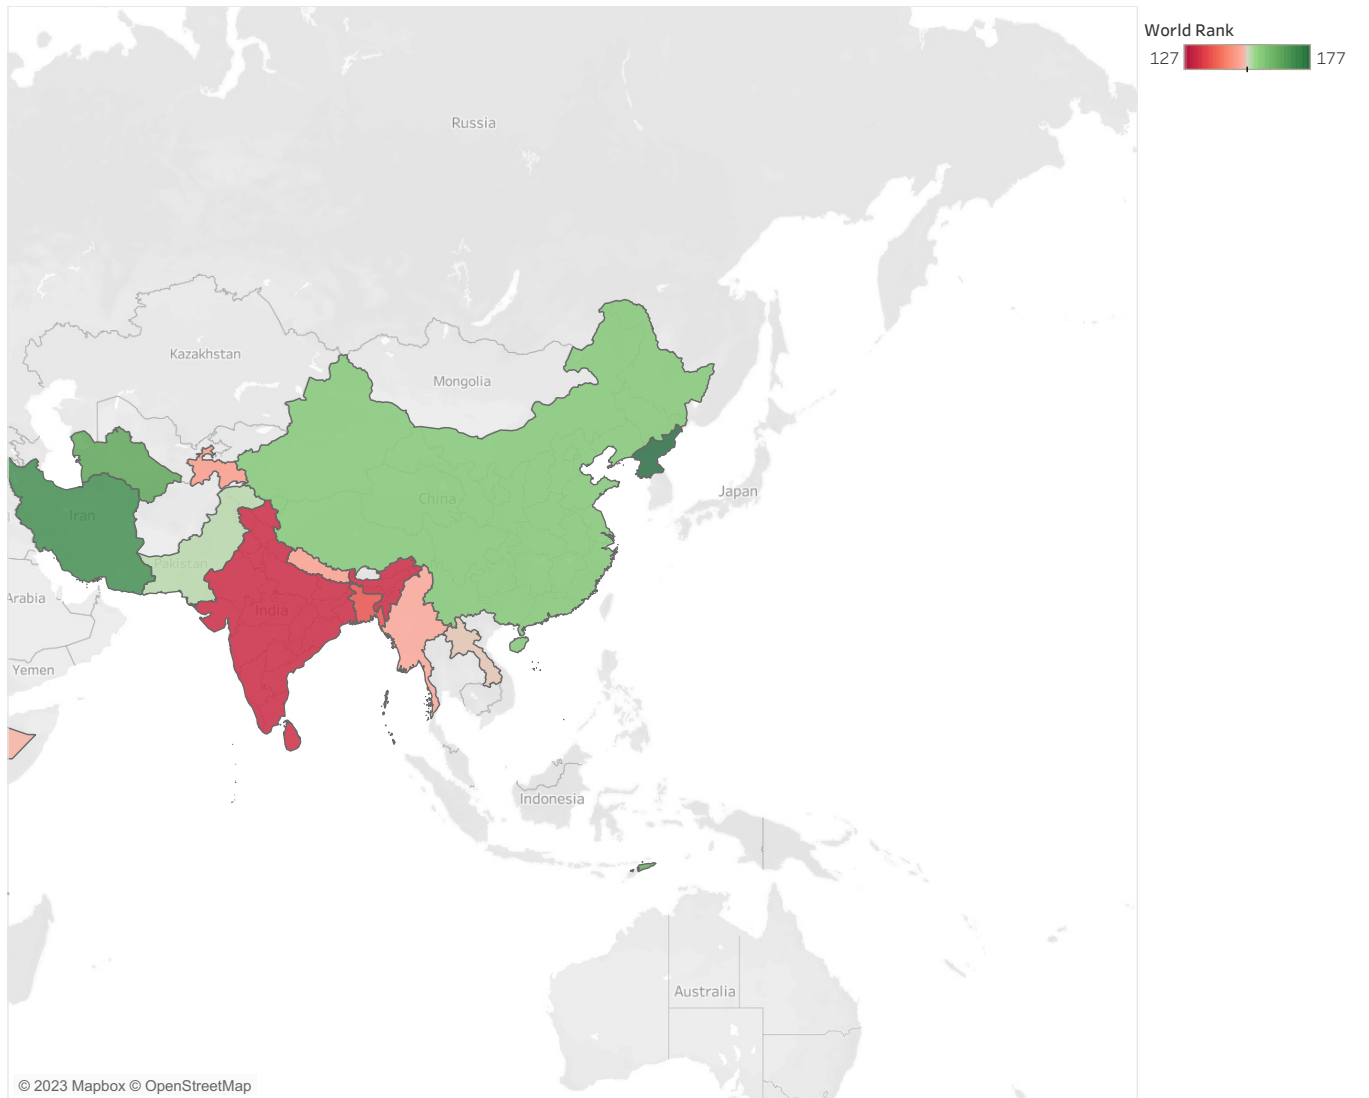 World Rank
127 177
Russia
Kazakhstan
Mongolia
China
Japan
Iran
Pakistan
Arabia
India
Yemen
Indonesia
Australia
© 2023 Mapbox © OpenStreetMap